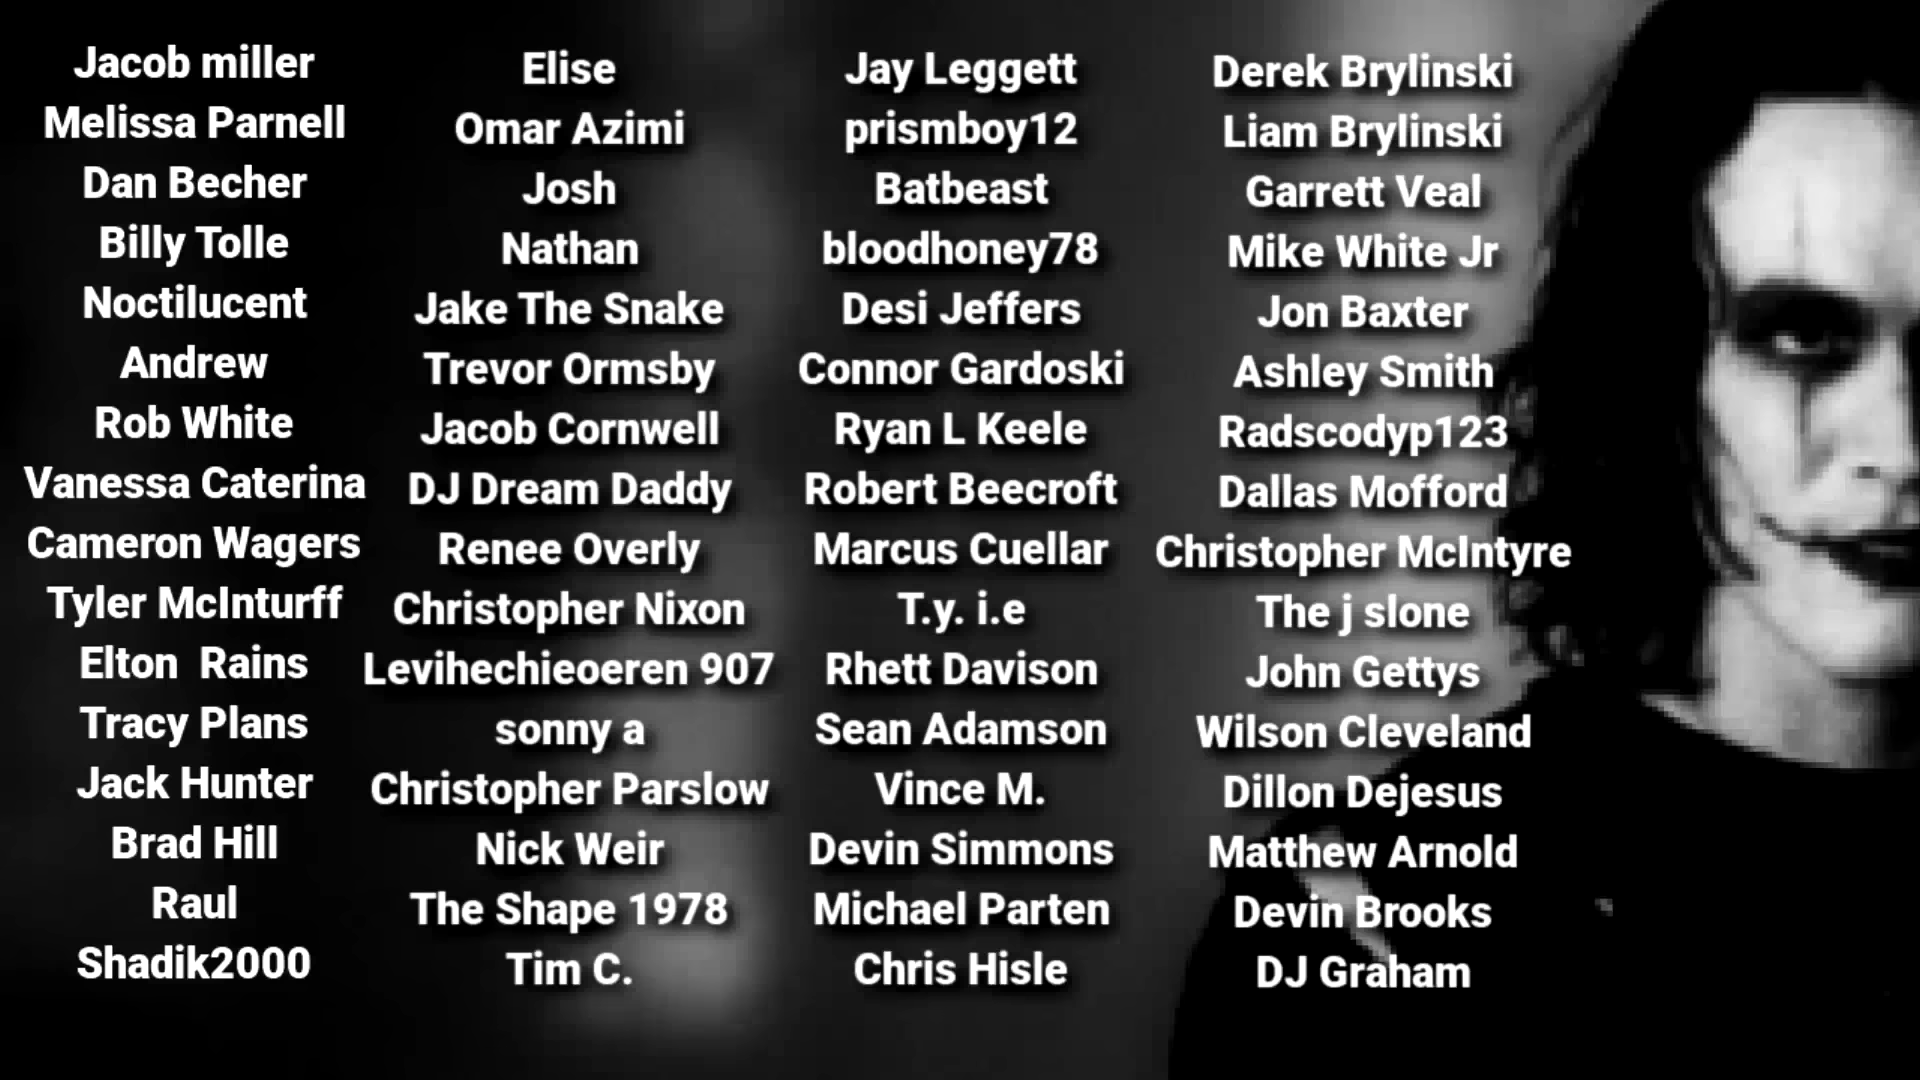 Jacob miller
Melissa Parnell
Dan Becher
Billy Tolle
Noctilucent
Andrew
Rob White
Vanessa Caterina
Cameron Wagers
Tyler McInturff
Elton  Rains
Tracy Plans
Jack Hunter
Brad Hill
Raul
Shadik2000
Elise
Omar Azimi
Josh
Nathan
Jake The Snake
Trevor Ormsby
Jacob Cornwell
DJ Dream Daddy
Renee Overly
Christopher Nixon
Levihechieoeren 907
sonny a
Christopher Parslow
Nick Weir
The Shape 1978
Tim C.
Jay Leggett
prismboy12
Batbeast
bloodhoney78
Desi Jeffers
Connor Gardoski
Ryan L Keele
Robert Beecroft
Marcus Cuellar
T.y. i.e
Rhett Davison
Sean Adamson
Vince M.
Devin Simmons
Michael Parten
Chris Hisle
Derek Brylinski
Liam Brylinski
Garrett Veal
Mike White Jr
Jon Baxter
Ashley Smith
Radscodyp123
Dallas Mofford
Christopher McIntyre
The j slone
John Gettys
Wilson Cleveland
Dillon Dejesus
Matthew Arnold
Devin Brooks
DJ Graham